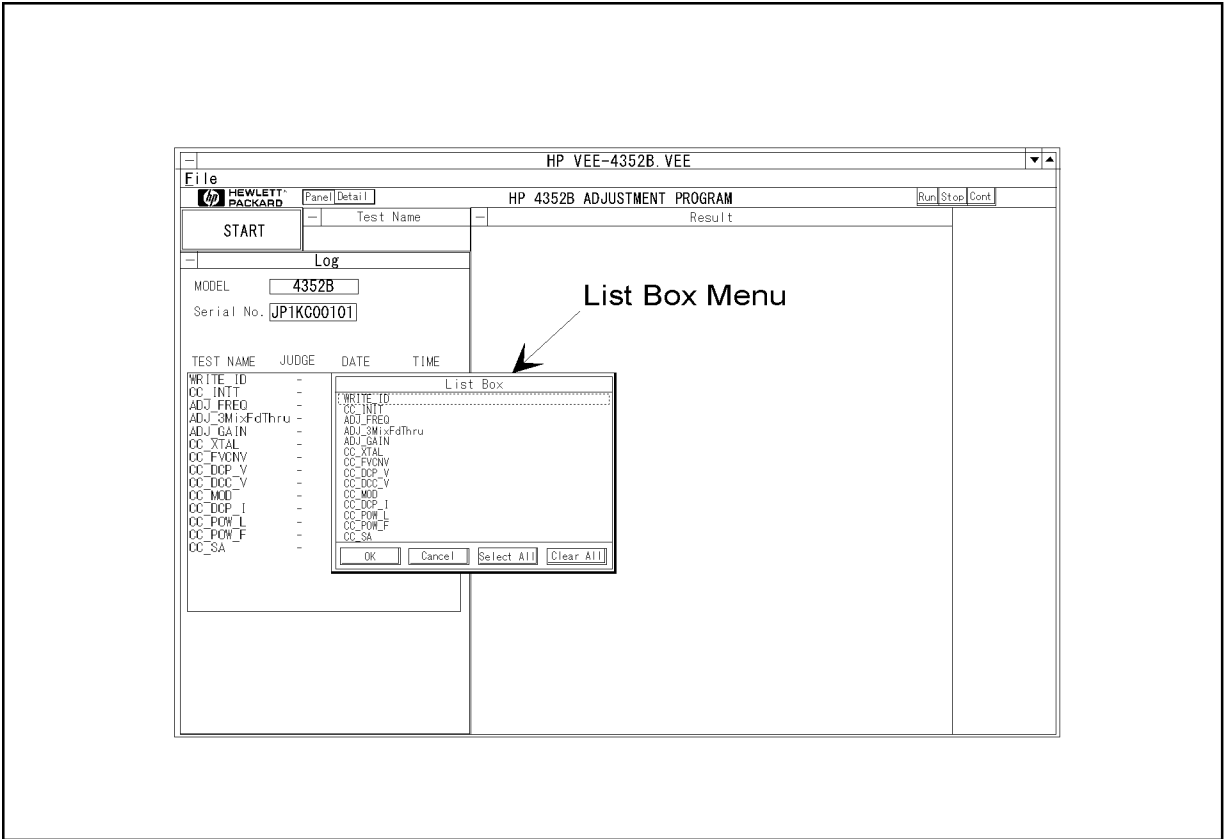 HP VEE-4352B.VEE
File
hp HEWLETT PACKARD Panel Detail HP 4352B ADJUSTMENT PROGRAM Run Stop Cont
START Test Name Result
Log
MODEL 4352B
Serial No. JP1KC00101
List Box Menu
TEST NAME JUDGE DATE TIME
WRITE_ID -
CC_INIT -
ADJ_FREQ -
ADJ_3MixFdThru -
ADJ_GAIN -
CC_XTAL -
CC_FVCNV -
CC_DCP_V -
CC_DCC_V -
CC_MOD -
CC_DCP_I -
CC_POW_L -
CC_POW_F -
CC_SA -
List Box
WRITE_ID
CC_INIT
ADJ_FREQ
ADJ_3MixFdThru
ADJ_GAIN
CC_XTAL
CC_FVCNV
CC_DCP_V
CC_DCC_V
CC_MOD
CC_DCP_I
CC_POW_L
CC_POW_F
CC_SA
OK Cancel Select All Clear All